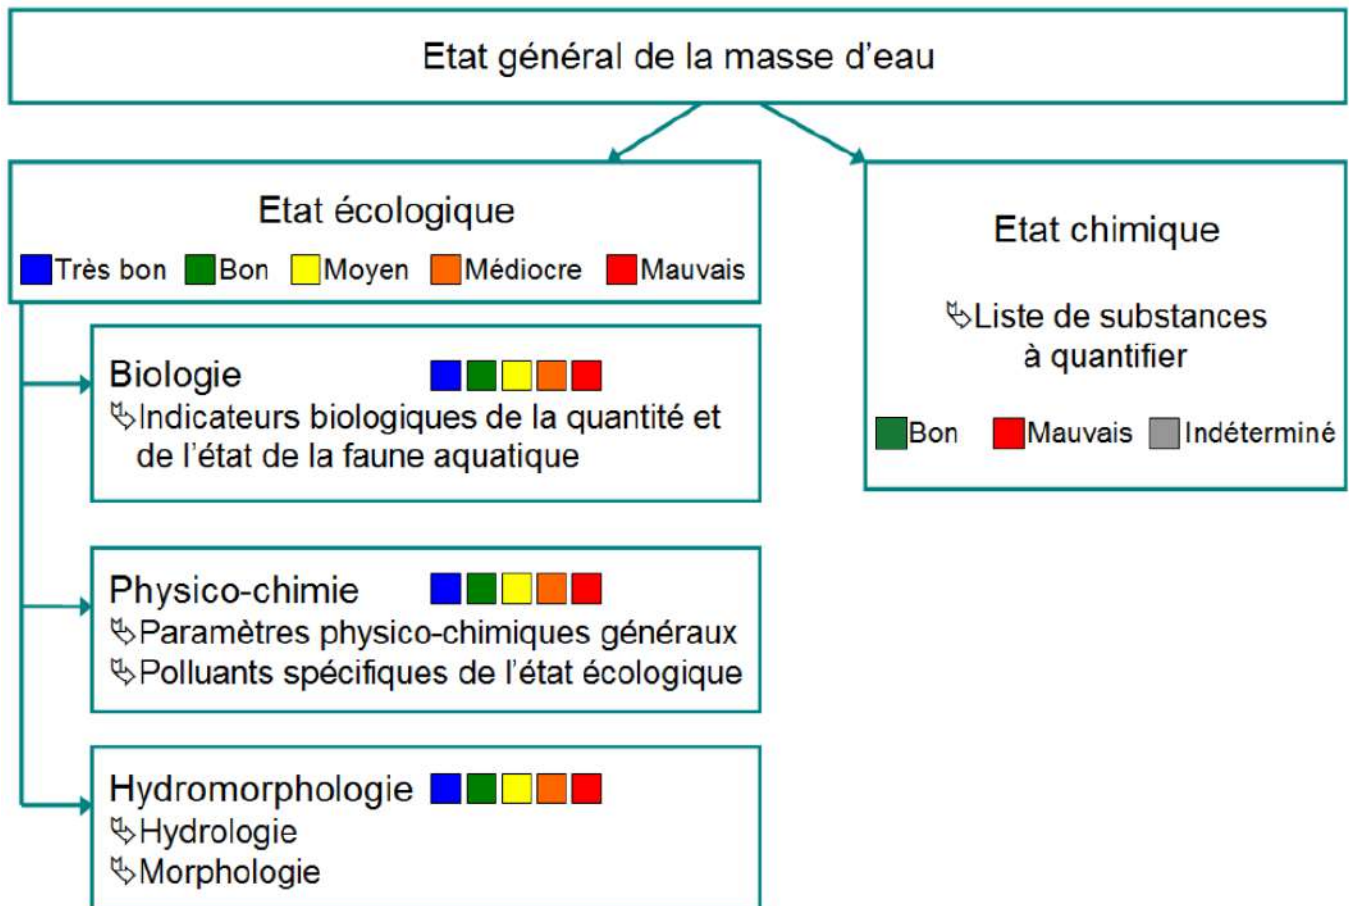 Etat général de la masse d'eau
Etat écologique
Très bon Bon Moyen Médiocre Mauvais
Biologie
Indicateurs biologiques de la quantité et
de l'état de la faune aquatique
Physico-chimie
Paramètres physico-chimiques généraux
Polluants spécifiques de l'état écologique
Hydromorphologie
Hydrologie
Morphologie
Etat chimique
Liste de substances
à quantifier
Bon Mauvais Indéterminé